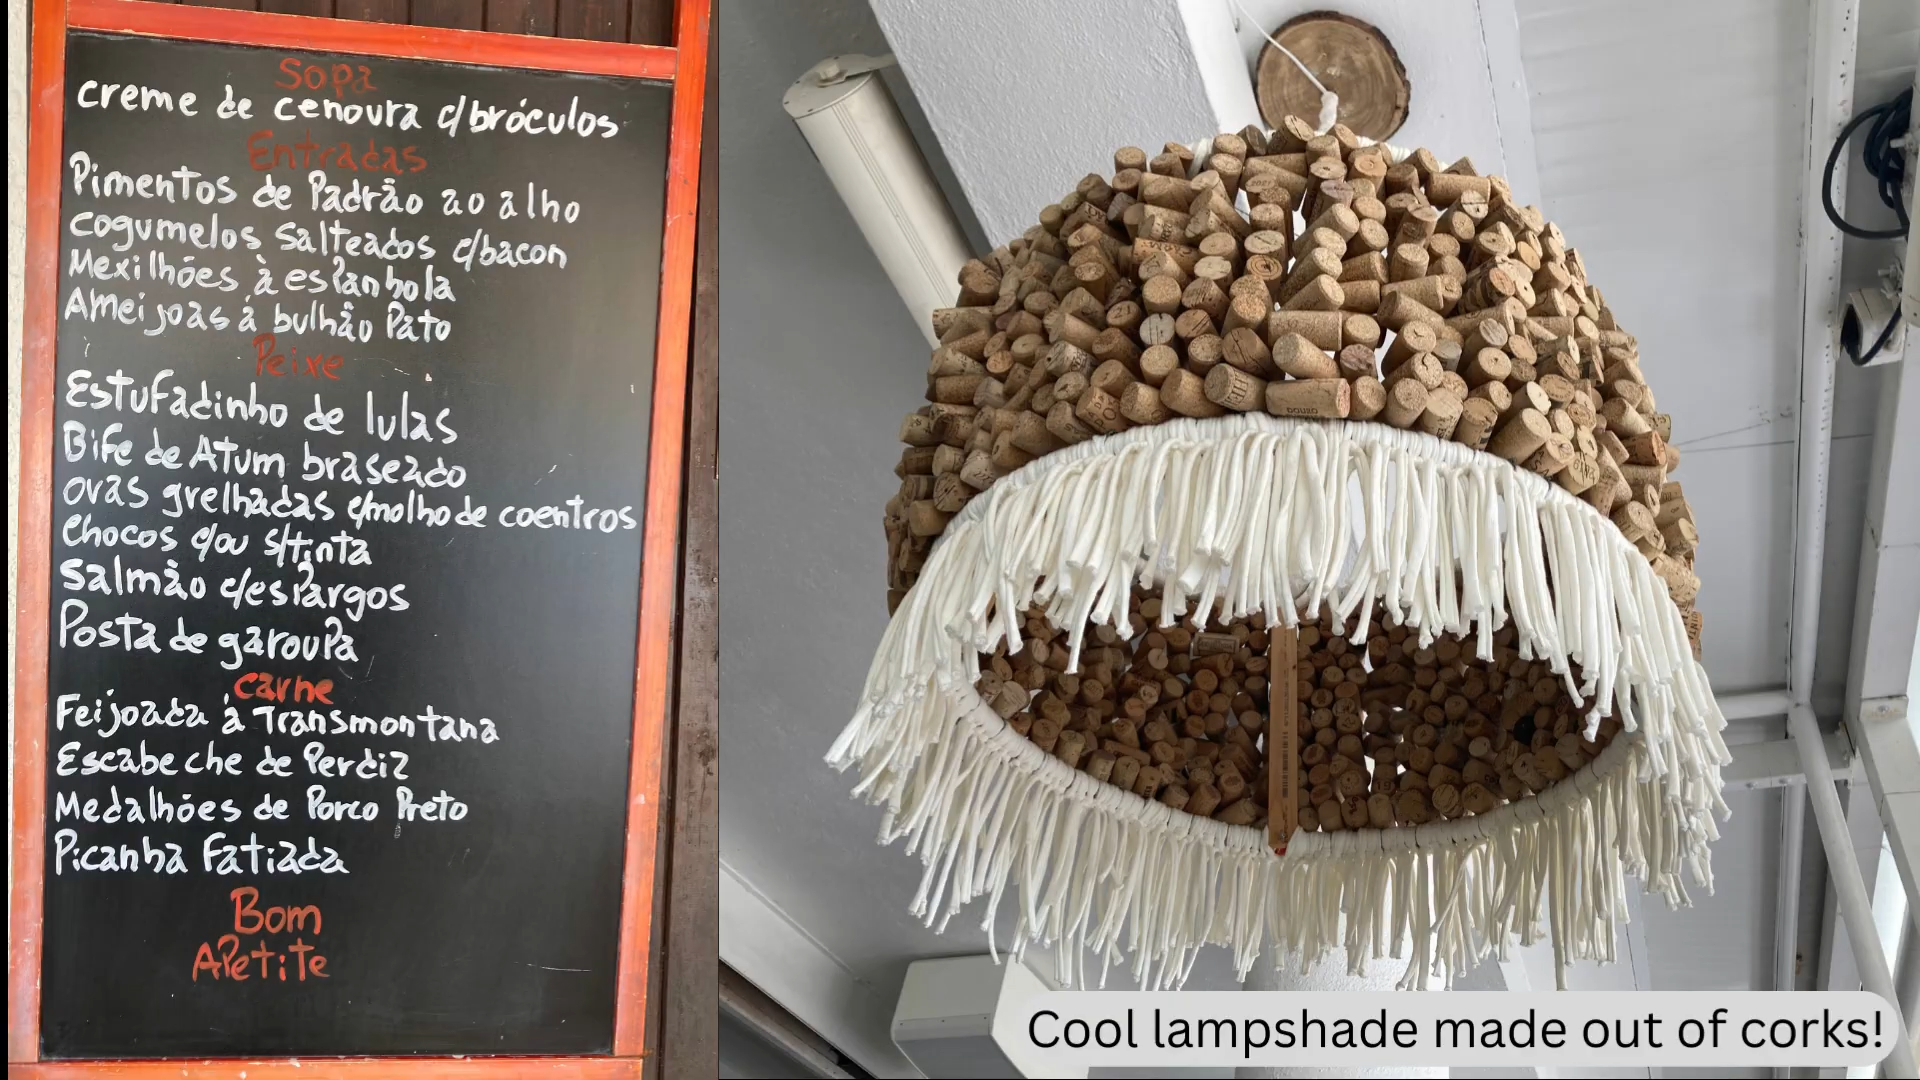 Sopa
creme de cenoura c/bróculos
Entradas
Pimentos de Padrão ao alho
cogumelos salteados c/bacon
Mexilhões à espanhola
Ameijoas á bulhão Pato
Peixe
Estufadinho de lulas
Bife de Atum braseado
ovas grelhadas c/molho de coentros
chocos c/ou s/tinta
salmão c/espargos
Posta de garoupa
carne
Feijoada à Transmontana
Escabeche de Perdiz
Medalhões de Porco Preto
Picanha Fatiada
Bom
APetite
DOURO
Cool lampshade made out of corks!